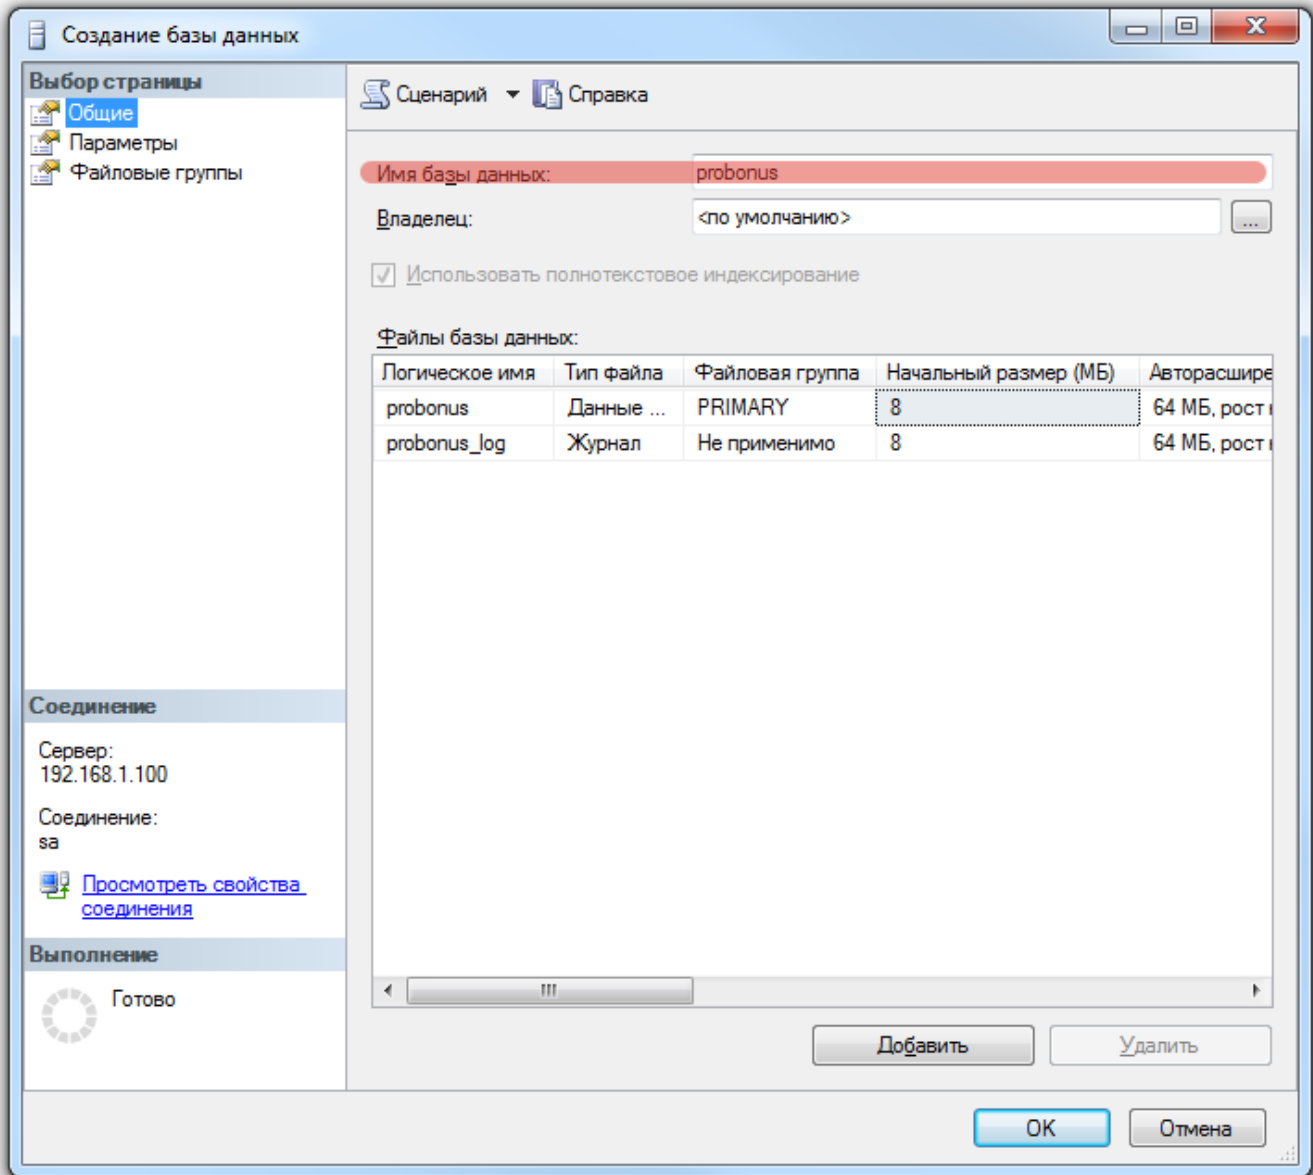 Создание базы данных
Выбор страницы
Общие
Параметры
Файловые группы
Сценарий
Справка
Имя базы данных: probonus
Владелец: <по умолчанию> ...
Использовать полнотекстовое индексирование
Файлы базы данных:
Логическое имя Тип файла Файловая группа Начальный размер (МБ) Авторасшире
probonus Данные ... PRIMARY 8 64 МБ, рост
probonus_log Журнал Не применимо 8 64 МБ, рост
Соединение
Сервер:
192.168.1.100
Соединение:
sa
Просмотреть свойства
соединения
Выполнение
Готово
Добавить Удалить
OK Отмена